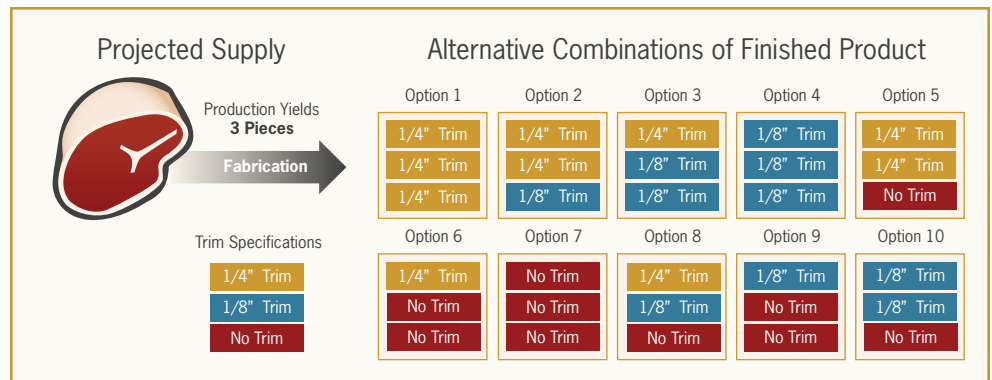 Projected Supply
Alternative Combinations of Finished Product
Production Yields
3 Pieces
Fabrication
Trim Specifications
1/4” Trim
1/8” Trim
No Trim
Option 1
1/4” Trim
1/4” Trim
1/4” Trim
Option 2
1/4” Trim
1/4” Trim
1/8” Trim
Option 3
1/4” Trim
1/8” Trim
1/8” Trim
Option 4
1/8” Trim
1/8” Trim
1/8” Trim
Option 5
1/4” Trim
1/4” Trim
No Trim
Option 6
1/4” Trim
No Trim
No Trim
Option 7
No Trim
No Trim
No Trim
Option 8
1/4” Trim
1/8” Trim
No Trim
Option 9
1/8” Trim
No Trim
No Trim
Option 10
1/8” Trim
1/8” Trim
No Trim